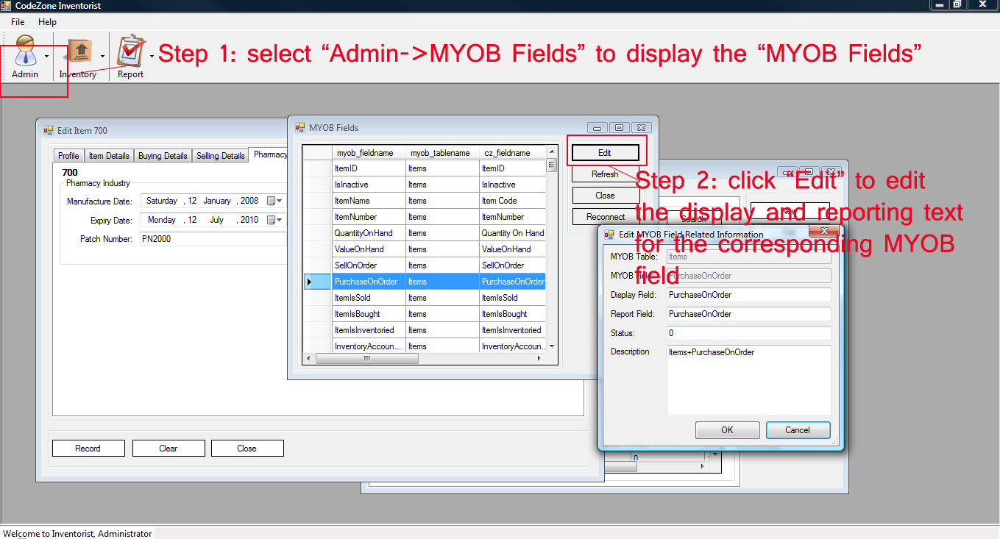 CodeZone Inventorist
File Help
Admin Inventory Report
Step 1: select “Admin->MYOB Fields” to display the “MYOB Fields”
Edit Item 700
Profile Item Details Buying Details Selling Details Pharmacy
700
Pharmacy Industry
Manufacture Date: Saturday , 12 January , 2008
Expiry Date: Monday , 12 July , 2010
Patch Number: PN2000
Record Clear Close
MYOB Fields
myob_fieldname myob_tablename cz_fieldname
ItemID Items ItemID
IsInactive Items IsInactive
ItemName Items Item Code
ItemNumber Items ItemNumber
QuantityOnHand Items Quantity On Hand
ValueOnHand Items ValueOnHand
SellOnOrder Items SellOnOrder
PurchaseOnOrder Items PurchaseOnOrder
ItemIsSold Items ItemIsSold
ItemIsBought Items ItemIsBought
ItemIsInventoried Items ItemIsInventoried
InventoryAccoun... Items InventoryAccoun..
Edit
Refresh
Close
Reconnect
Step 2: click “Edit” to edit
the display and reporting text
for the corresponding MYOB
field
Search
New
Edit MYOB Field Related Information
MYOB Table: Items
MYOB Field: PurchaseOnOrder
Display Field: PurchaseOnOrder
Report Field: PurchaseOnOrder
Status: 0
Description Items+PurchaseOnOrder
OK Cancel
0
Welcome to Inventorist, Administrator